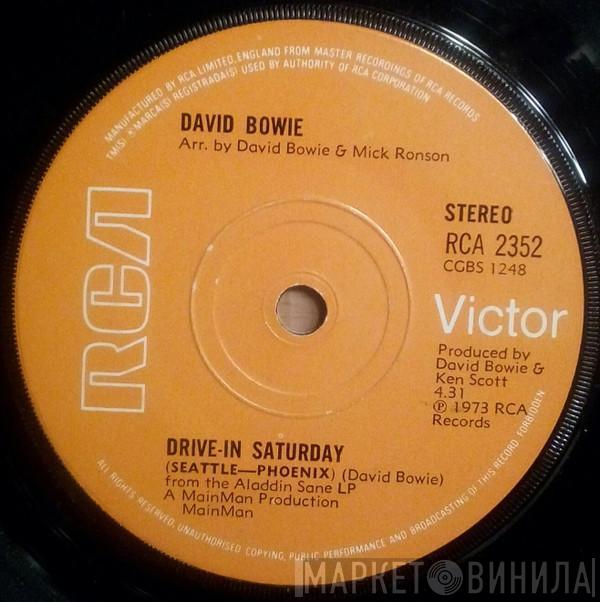 MANUFACTURED BY RCA LIMITED, ENGLAND FROM MASTER RECORDINGS OF RCA RECORDS
TM(S) ® MARCA(S) REGISTRADA(S) USED BY AUTHORITY OF RCA CORPORATION
DAVID BOWIE
Arr. by David Bowie & Mick Ronson
RCA
STEREO
RCA 2352
CGBS 1248
Victor
Produced by
David Bowie &
Ken Scott
4.31
℗ 1973 RCA
Records
DRIVE-IN SATURDAY
(SEATTLE—PHOENIX) (David Bowie)
from the Aladdin Sane LP
A MainMan Production
MainMan
ALL RIGHTS RESERVED, UNAUTHORISED COPYING, PUBLIC PERFORMANCE AND BROADCASTING OF THIS RECORD FORBIDDEN
МАРКЕТ ВИНИЛА